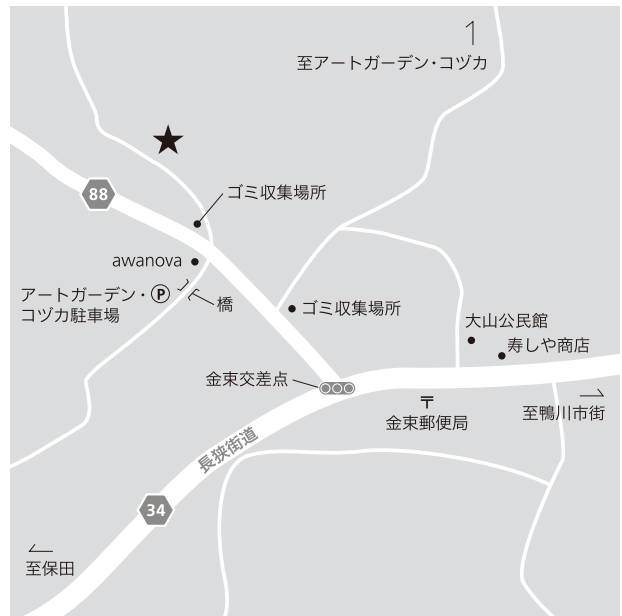 至アートガーデン・コヅカ
88
ゴミ収集場所
awanova
アートガーデン・Ⓟ
コヅカ駐車場
橋
ゴミ収集場所
大山公民館
寿しや商店
金束交差点
〒
金束郵便局
至鴨川市街
長狭街道
34
至保田